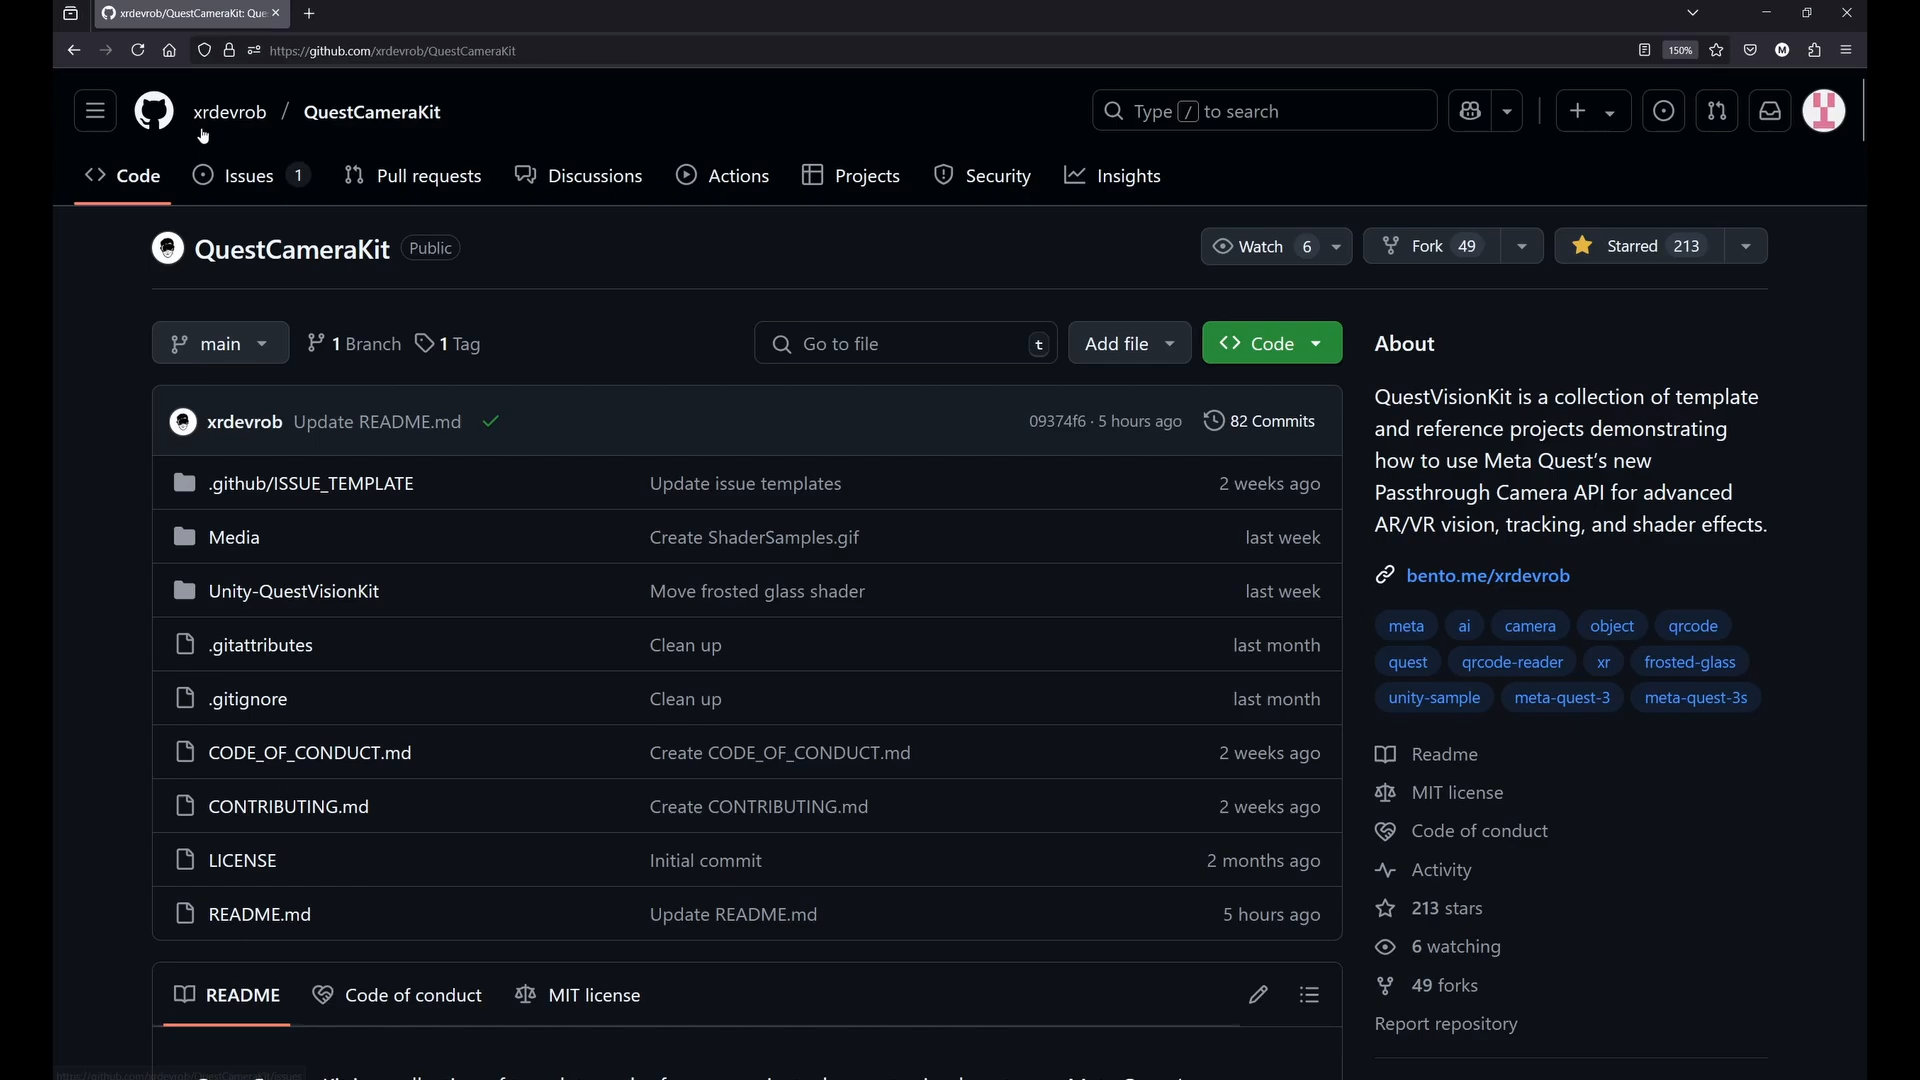 xrdevrob/QuestCameraKit: Que
https://github.com/xrdevrob/QuestCameraKit
150%
M
xrdevrob / QuestCameraKit
Type / to search
Code
Issues 1
Pull requests
Discussions
Actions
Projects
Security
Insights
QuestCameraKit Public
Watch 6
Fork 49
Starred 213
main
1 Branch
1 Tag
Go to file t
Add file
Code
xrdevrob Update README.md
09374f6 · 5 hours ago
82 Commits
.github/ISSUE_TEMPLATE Update issue templates 2 weeks ago
Media Create ShaderSamples.gif last week
Unity-QuestVisionKit Move frosted glass shader last week
.gitattributes Clean up last month
.gitignore Clean up last month
CODE_OF_CONDUCT.md Create CODE_OF_CONDUCT.md 2 weeks ago
CONTRIBUTING.md Create CONTRIBUTING.md 2 weeks ago
LICENSE Initial commit 2 months ago
README.md Update README.md 5 hours ago
README
Code of conduct
MIT license
About
QuestVisionKit is a collection of template
and reference projects demonstrating
how to use Meta Quest's new
Passthrough Camera API for advanced
AR/VR vision, tracking, and shader effects.
bento.me/xrdevrob
meta ai camera object qrcode
quest qrcode-reader xr frosted-glass
unity-sample meta-quest-3 meta-quest-3s
Readme
MIT license
Code of conduct
Activity
213 stars
6 watching
49 forks
Report repository
https://github.com/xrdevrob/QuestCameraKit/issues